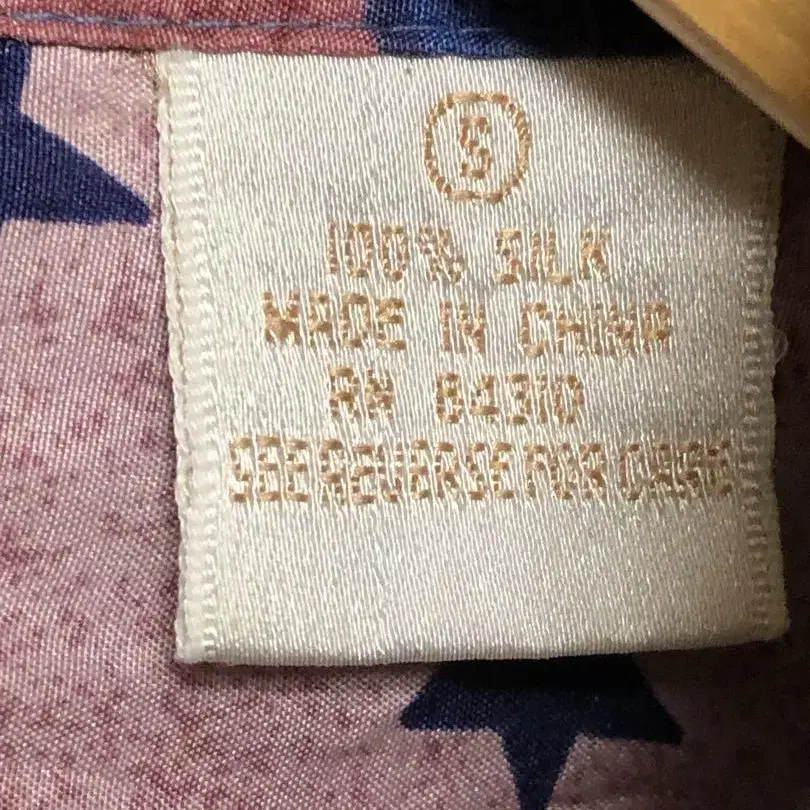 S
100% SILK
MADE IN CHINA
RN 84310
SEE REVERSE FOR CARE